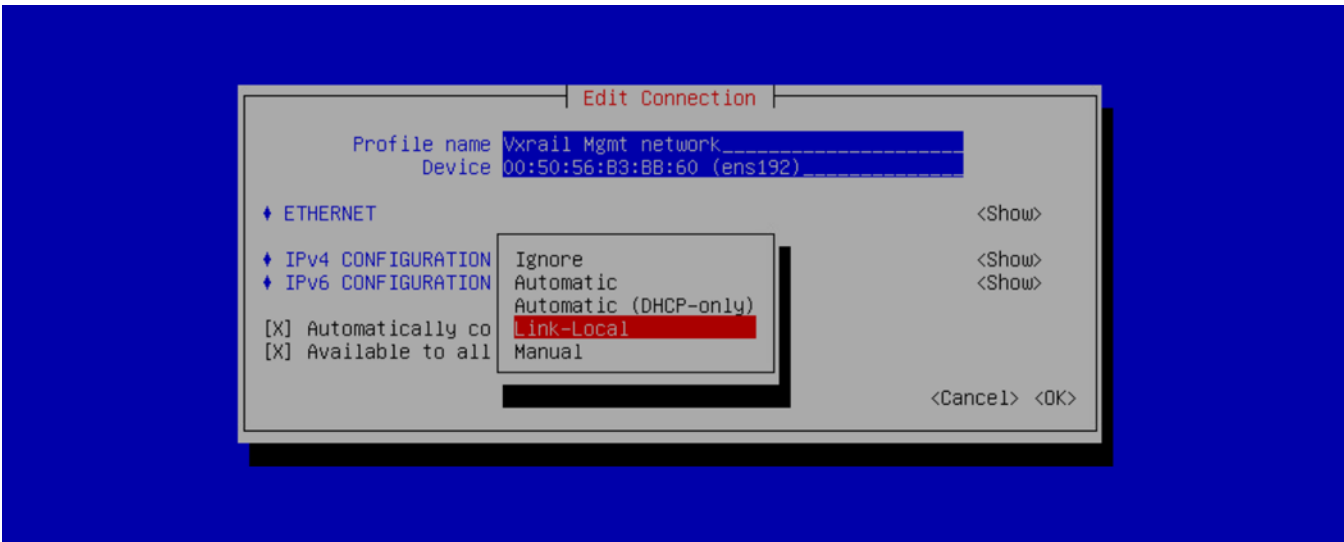 Edit Connection
Profile name Vxrail Mgmt network
Device 00:50:56:B3:BB:60 (ens192)
♦ ETHERNET <Show>
♦ IPv4 CONFIGURATION Ignore <Show>
♦ IPv6 CONFIGURATION Automatic <Show>
Automatic (DHCP-only)
[X] Automatically co Link-Local
[X] Available to all Manual
<Cancel> <OK>